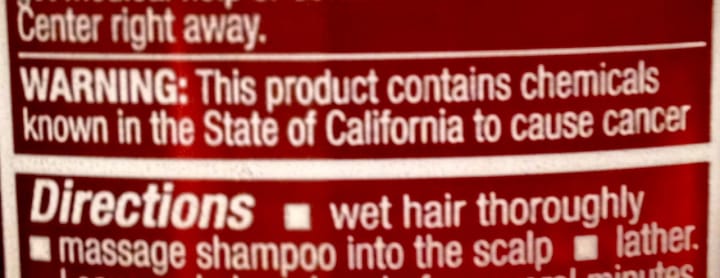 Center right away.
WARNING: This product contains chemicals
known in the State of California to cause cancer
Directions ■ wet hair thoroughly
■ massage shampoo into the scalp ■ lather.
minutes